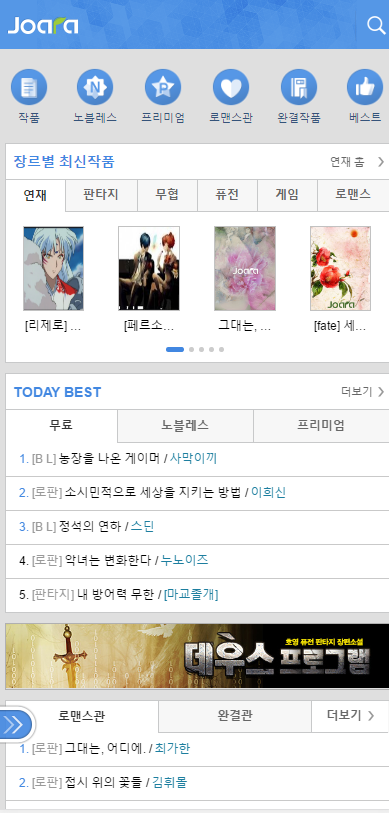 Joara
작품 노블레스 프리미엄 로맨스관 완결작품 베스트
장르별 최신작품 연재 홈
연재 판타지 무협 퓨전 게임 로맨스
Joara
Joara
[리제로] ... [페르소... 그대는, ... [fate] 세...
TODAY BEST 더보기
무료 노블레스 프리미엄
1. [B L] 농장을 나온 게이머 / 사막이끼
2. [로판] 소시민적으로 세상을 지키는 방법 / 이희신
3. [B L] 정석의 연하 / 스딘
4. [로판] 악녀는 변화한다 / 누노이즈
5. [판타지] 내 방어력 무한 / [마교졸개]
호영 퓨전 판타지 장편소설
데우스 프로그램
로맨스관 완결관 더보기
1. [로판] 그대는, 어디에. / 최가한
2. [로판] 접시 위의 꽃들 / 김휘몰